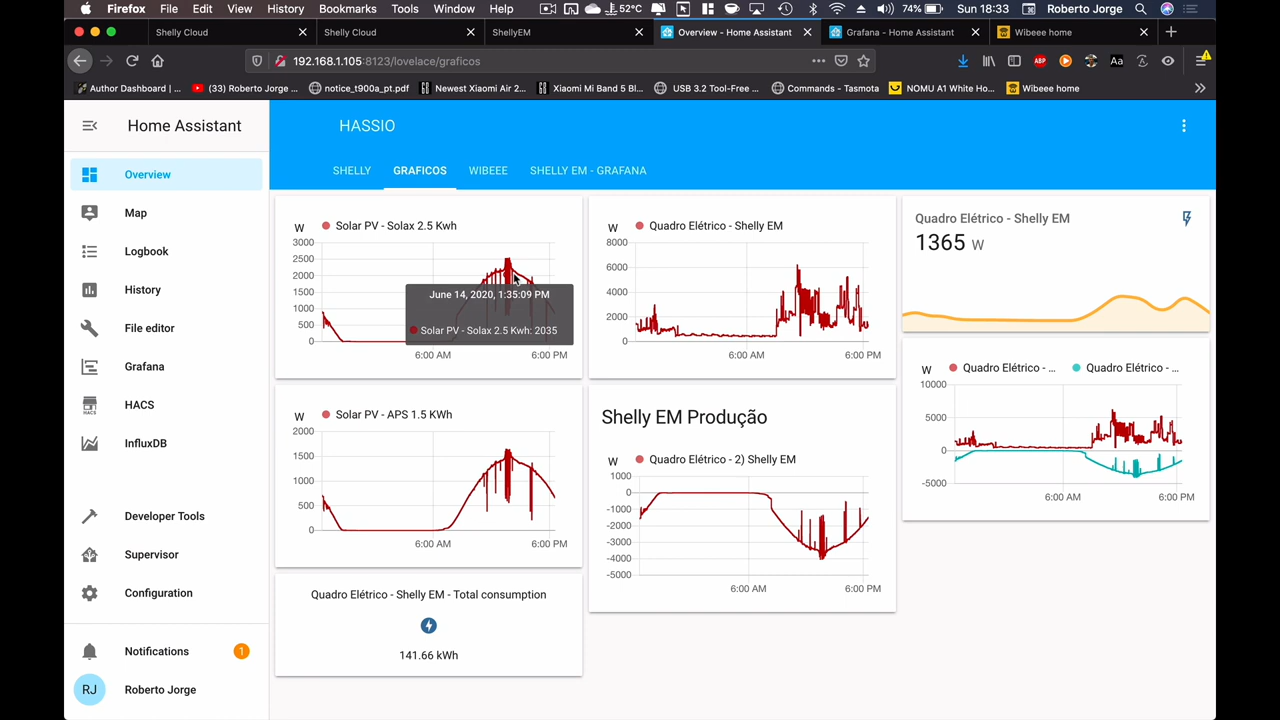 Firefox File Edit View History Bookmarks Tools Window Help 52°C 74% Sun 18:33 Roberto Jorge
Shelly Cloud Shelly Cloud ShellyEM Overview - Home Assistant Grafana - Home Assistant Wibeee home
192.168.1.105:8123/lovelace/graficos
Author Dashboard | ... (33) Roberto Jorge ... notice_t900a_pt.pdf Newest Xiaomi Air 2... Xiaomi Mi Band 5 Bl... USB 3.2 Tool-Free ... Commands - Tasmota NOMU A1 White Ho... Wibeee home
Home Assistant
HASSIO
SHELLY GRAFICOS WIBEEE SHELLY EM - GRAFANA
Overview
Map
Logbook
History
File editor
Grafana
HACS
InfluxDB
Developer Tools
Supervisor
Configuration
Notifications 1
RJ Roberto Jorge
W Solar PV - Solax 2.5 Kwh
3000
2500
2000
1500
1000
500
0
6:00 AM 6:00 PM
June 14, 2020, 1:35:09 PM
Solar PV - Solax 2.5 Kwh: 2035
W Solar PV - APS 1.5 KWh
2000
1500
1000
500
0
6:00 AM 6:00 PM
Quadro Elétrico - Shelly EM - Total consumption
141.66 kWh
W Quadro Elétrico - Shelly EM
8000
6000
4000
2000
0
6:00 AM 6:00 PM
Shelly EM Produção
W Quadro Elétrico - 2) Shelly EM
1000
0
-1000
-2000
-3000
-4000
-5000
6:00 AM 6:00 PM
Quadro Elétrico - Shelly EM
1365 W
W Quadro Elétrico - ... Quadro Elétrico - ...
10000
5000
0
-5000
6:00 AM 6:00 PM